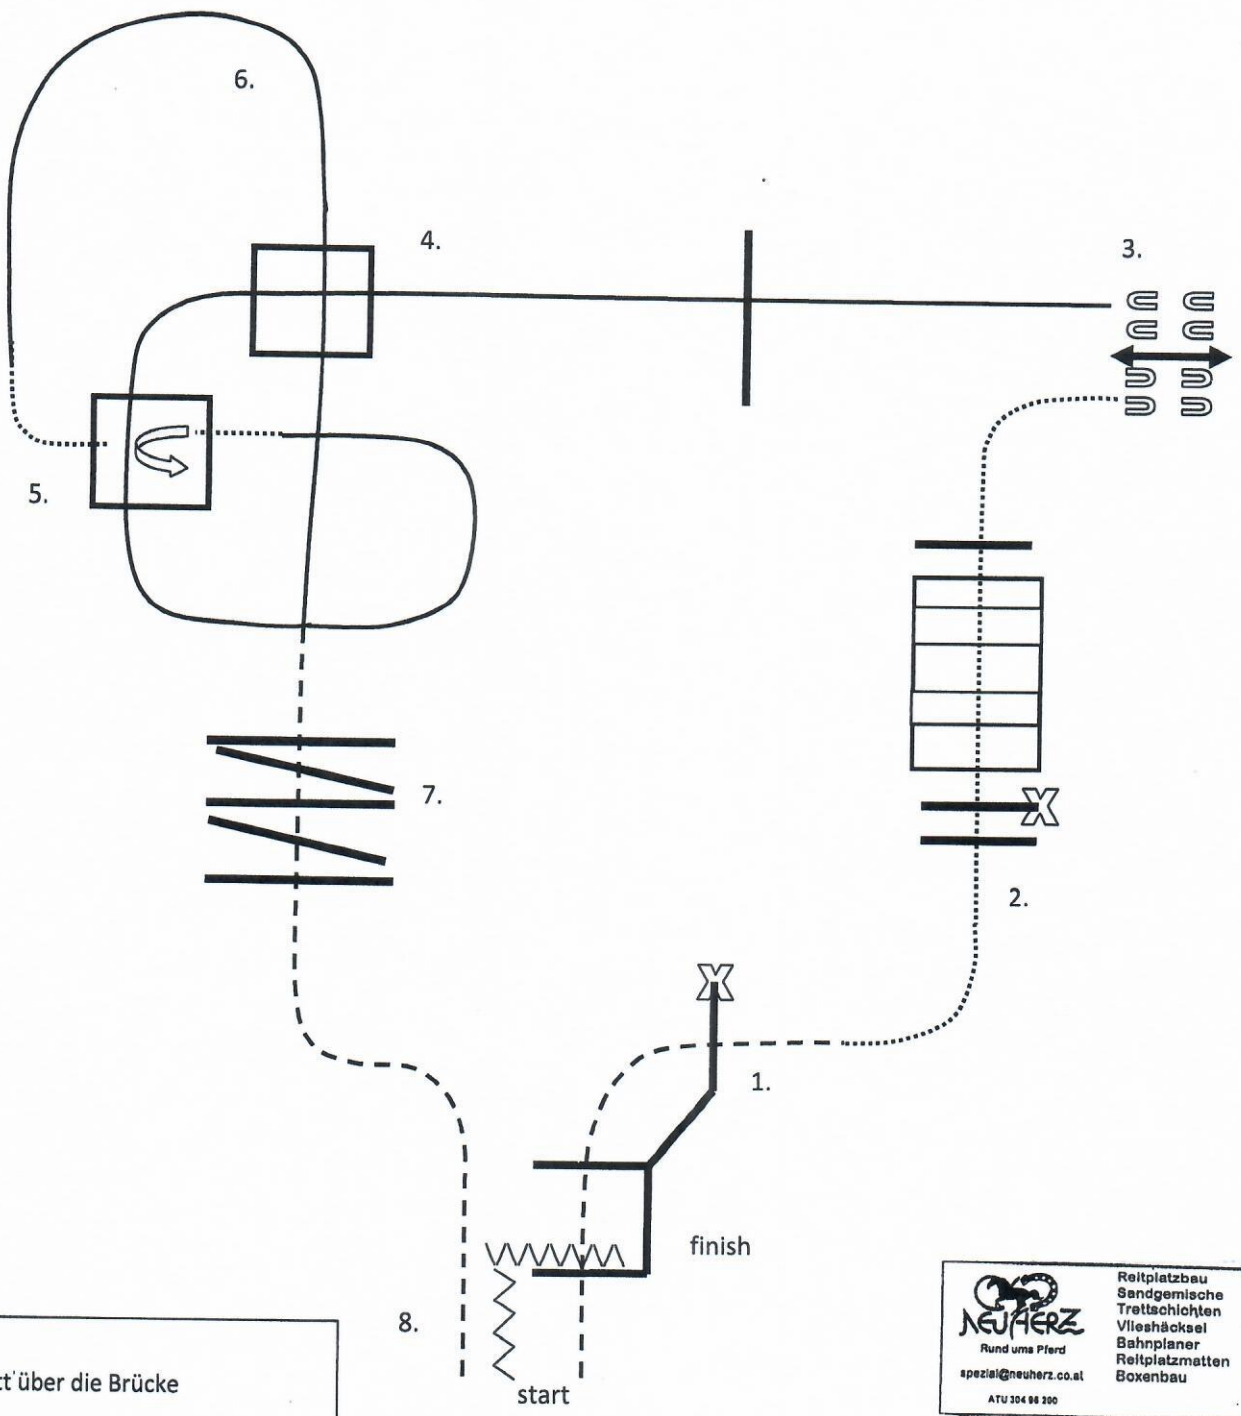 6.
4.
3.
5.
7.
2.
1.
finish
8.
start
über die Brücke
NEUHERZ
Rund ums Pferd
spezial@neuherz.co.at
ATU 304 96 200
Reitplatzbau
Sandgemische
Trettschichten
Vlieshäcksel
Bahnplaner
Reitplatzmatten
Boxenbau